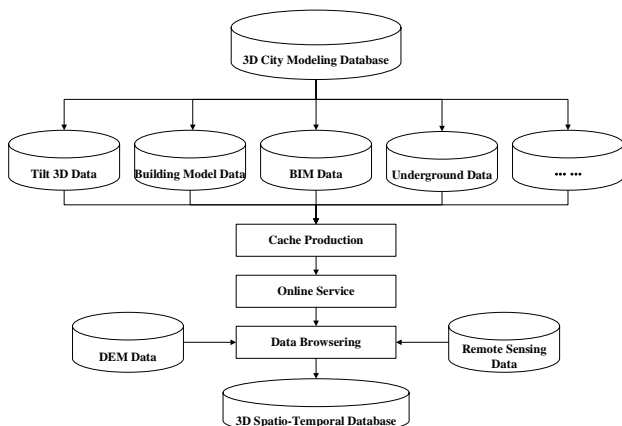 3D City Modeling Database
Tilt 3D Data
Building Model Data
BIM Data
Underground Data
... ...
Cache Production
Online Service
DEM Data
Data Browsering
Remote Sensing
Data
3D Spatio-Temporal Database